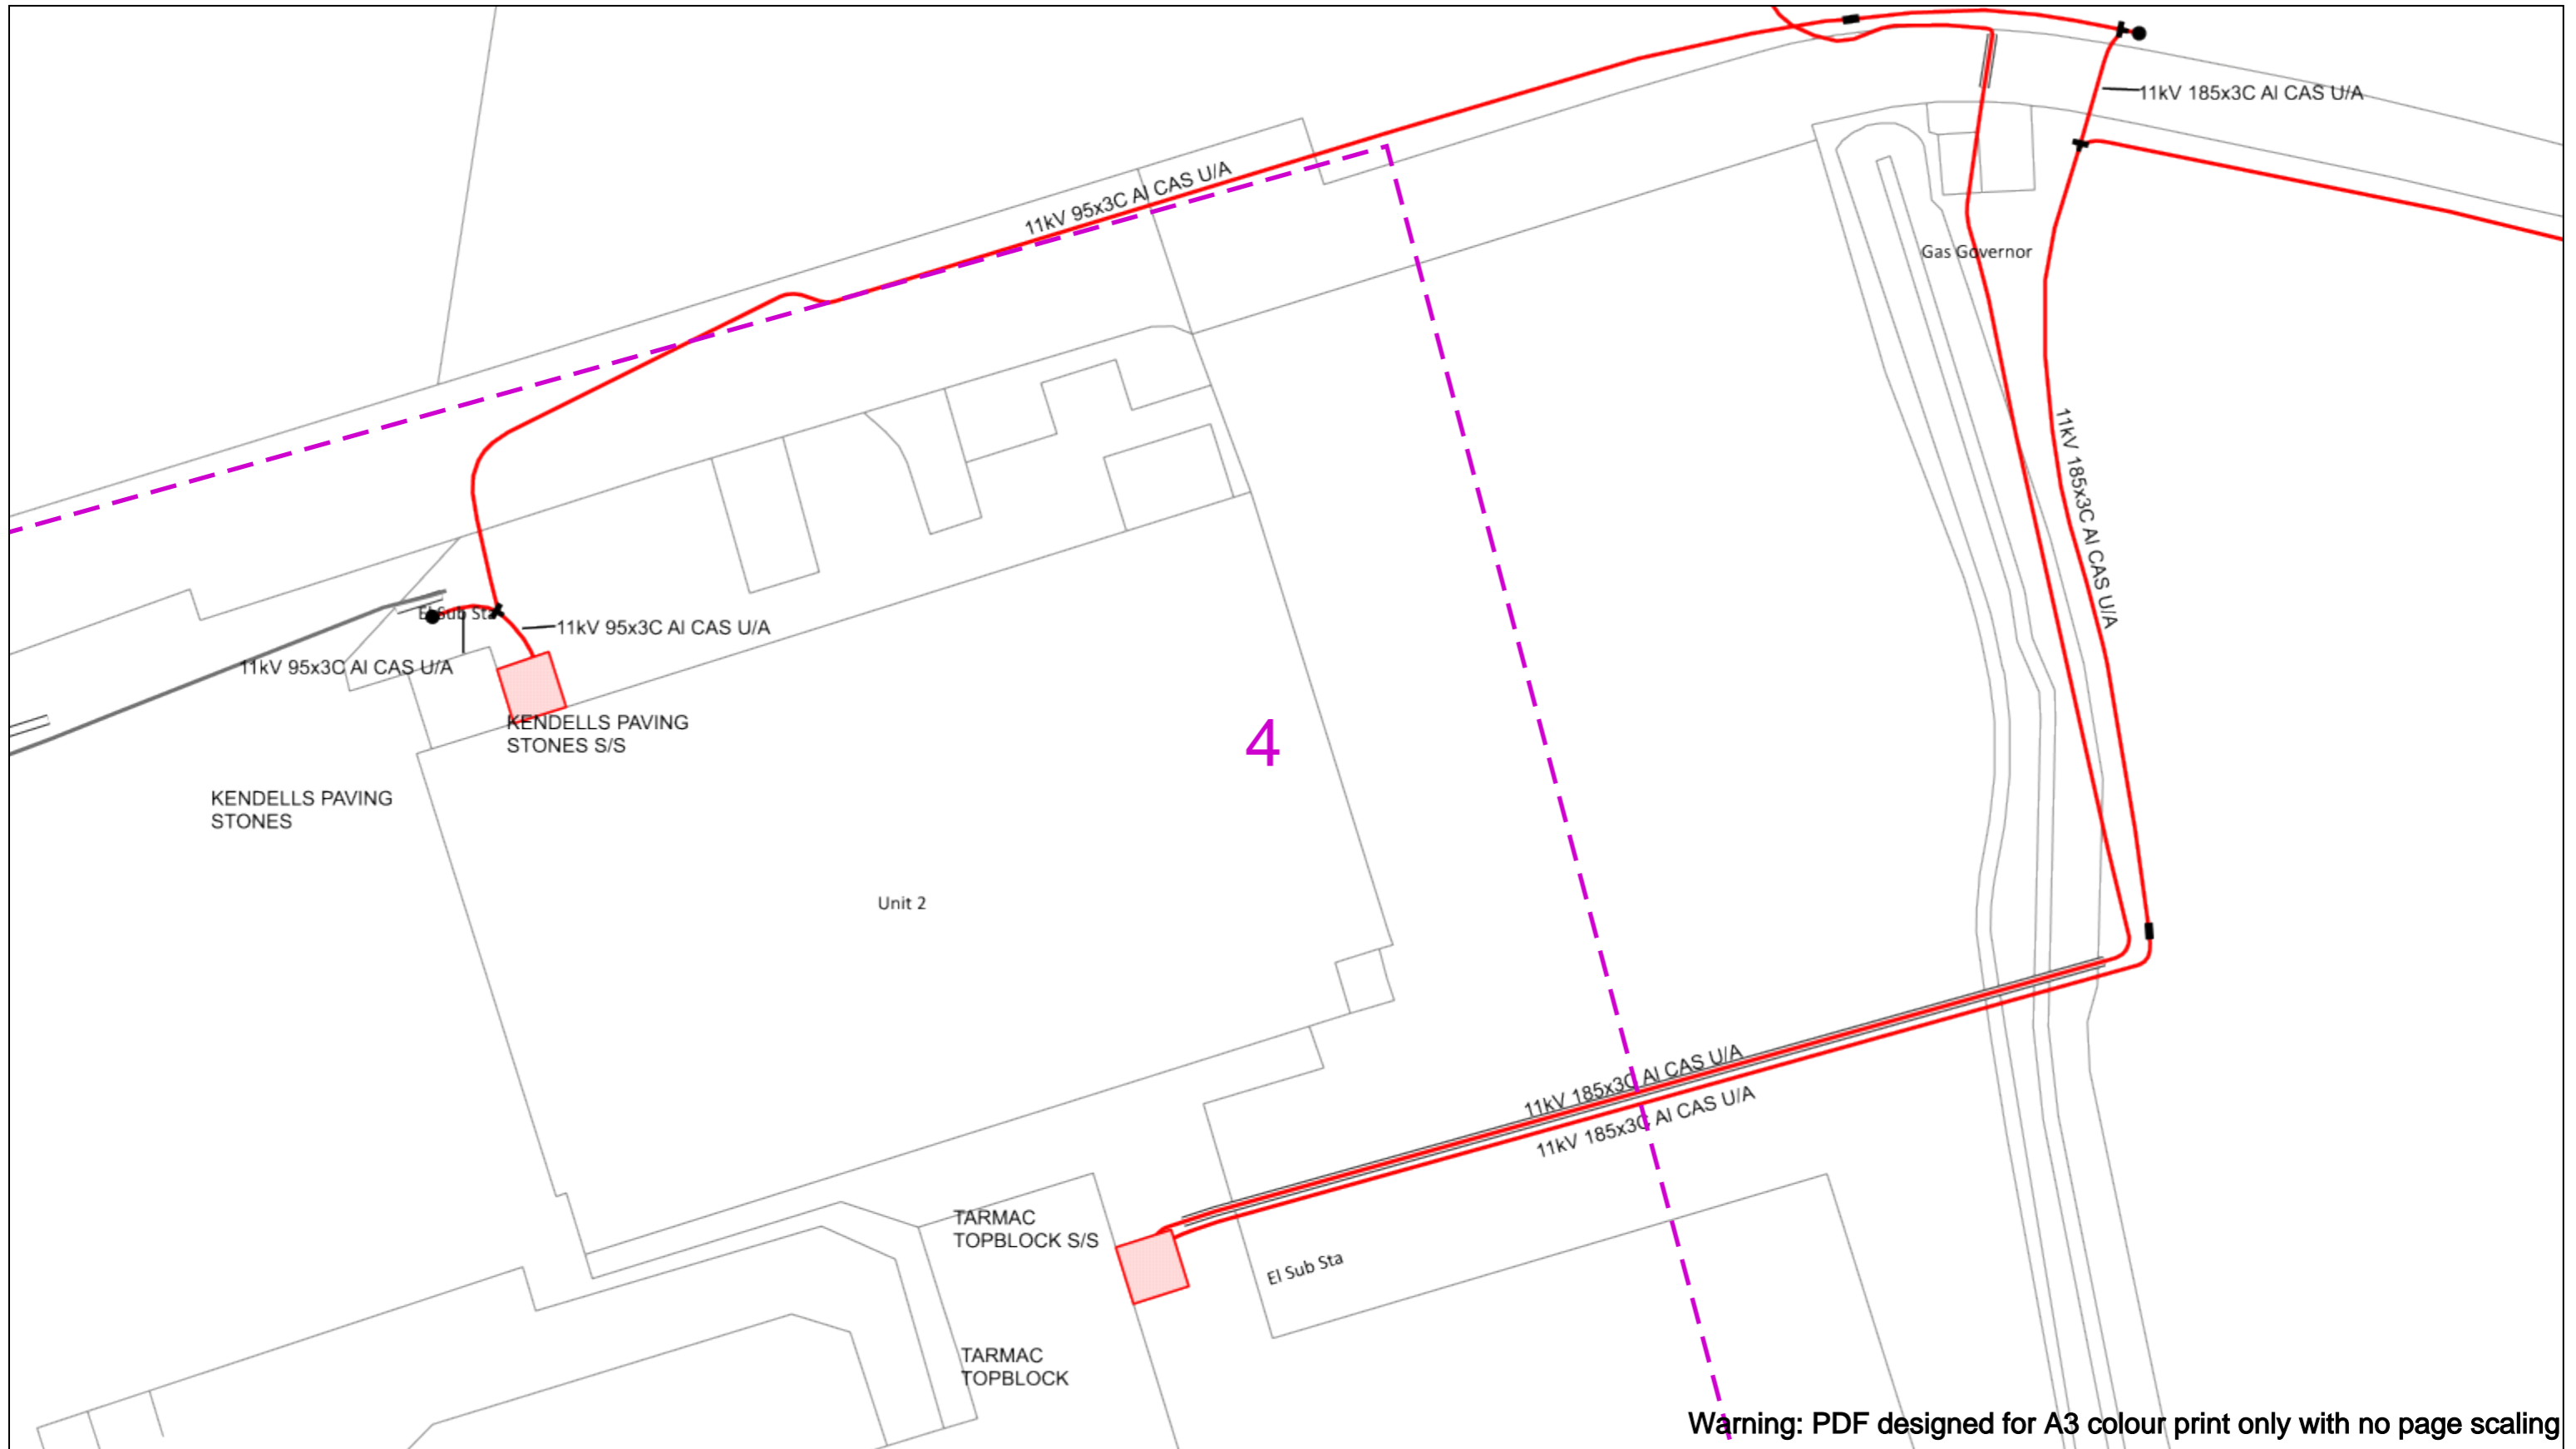 11kV 185x3C Al CAS U/A
11kV 95x3C Al CAS U/A
Gas Governor
11kV 185x3C Al CAS U/A
El Sub Sta
11kV 95x3C Al CAS U/A
11kV 95x3C Al CAS U/A
KENDELLS PAVING
STONES S/S
4
KENDELLS PAVING
STONES
Unit 2
11kV 185x3C Al CAS U/A
11kV 185x3C Al CAS U/A
TARMAC
TOPBLOCK S/S
El Sub Sta
TARMAC
TOPBLOCK
Warning: PDF designed for A3 colour print only with no page scaling